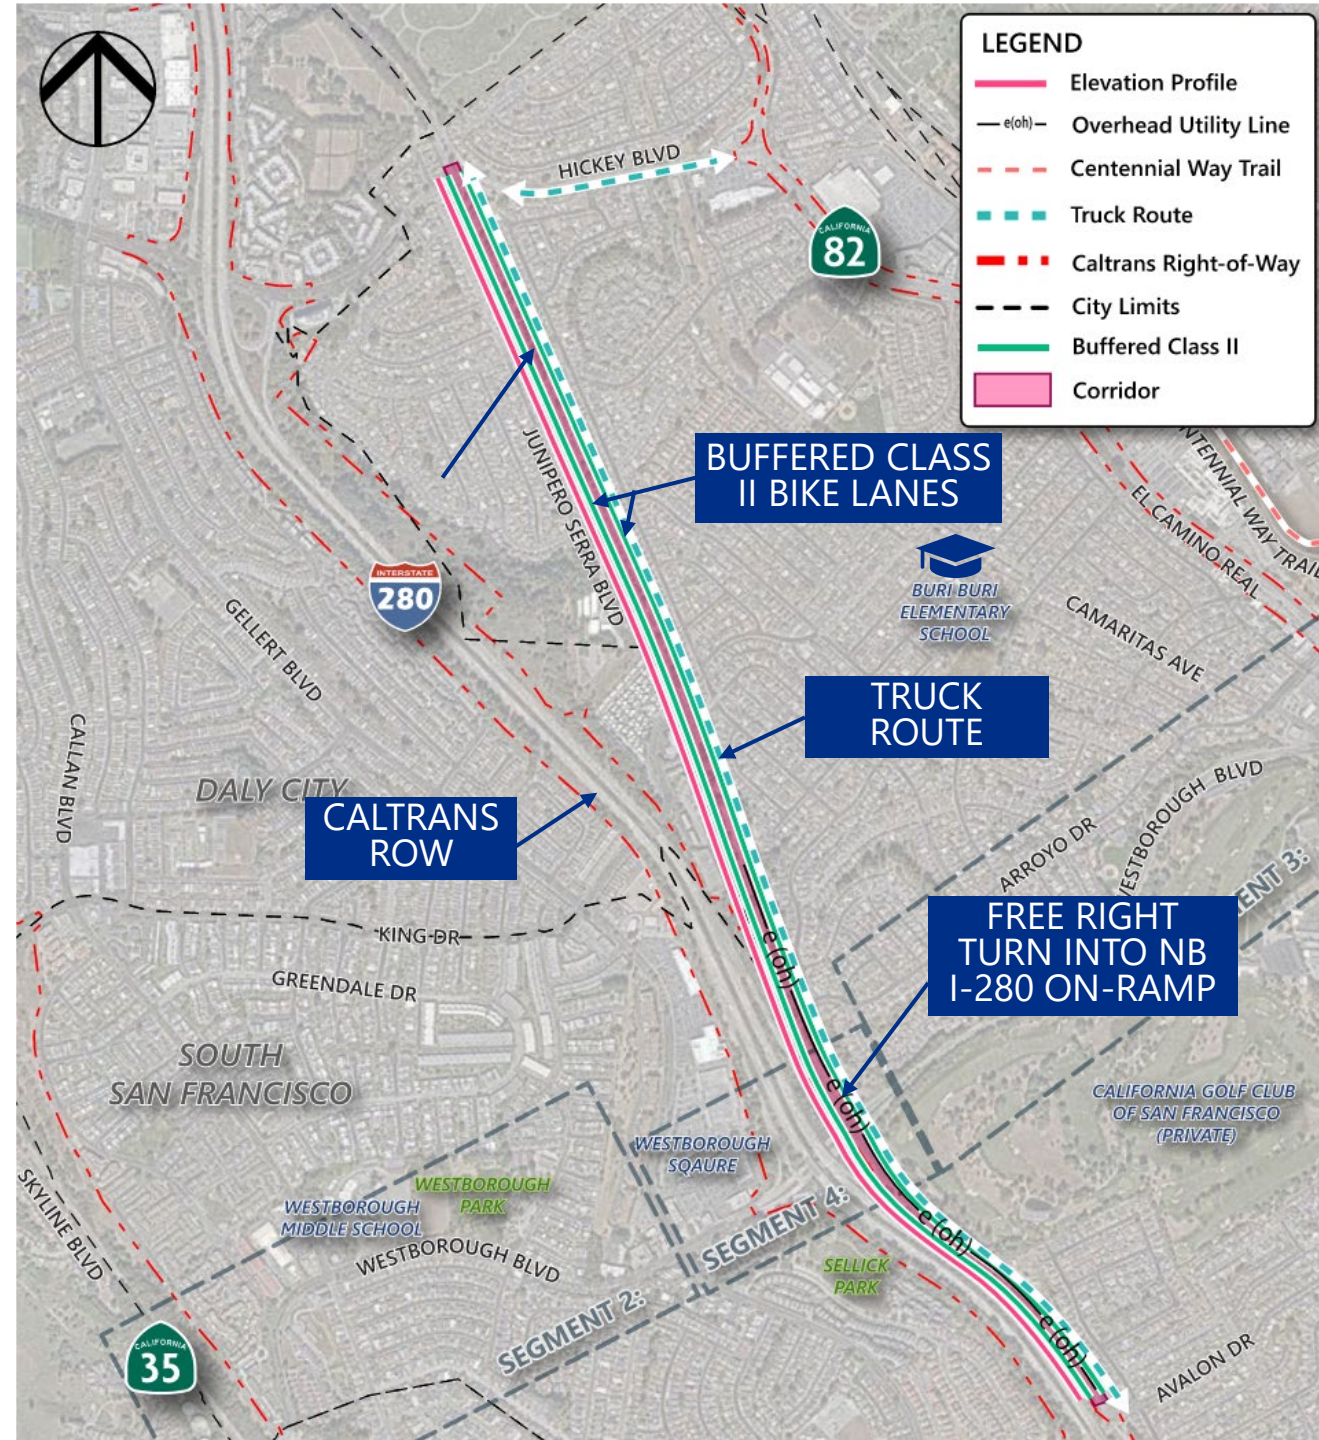 LEGEND
Elevation Profile
e(oh) Overhead Utility Line
Centennial Way Trail
Truck Route
Caltrans Right-of-Way
City Limits
Buffered Class II
Corridor
HICKEY BLVD
CALIFORNIA
82
JUNIPERO SERRA BLVD
BUFFERED CLASS
II BIKE LANES
NTENNIAL WAY TRAIL
EL CAMINO REAL
INTERSTATE
280
BURI BURI
ELEMENTARY
SCHOOL
CAMARITAS AVE
GELLERT BLVD
TRUCK
ROUTE
CALLAN BLVD
DALY CITY
CALTRANS
ROW
WESTBOROUGH BLVD
ARROYO DR
MENT 3:
FREE RIGHT
TURN INTO NB
I-280 ON-RAMP
KING DR
e(oh)
GREENDALE DR
SOUTH
SAN FRANCISCO
e(oh)
CALIFORNIA GOLF CLUB
OF SAN FRANCISCO
(PRIVATE)
WESTBOROUGH
SQAURE
WESTBOROUGH
PARK
WESTBOROUGH
MIDDLE SCHOOL
SKYLINE BLVD
WESTBOROUGH BLVD
SEGMENT 4:
e(oh)
SELLICK
PARK
SEGMENT 2:
e(oh)
CALIFORNIA
35
AVALON DR